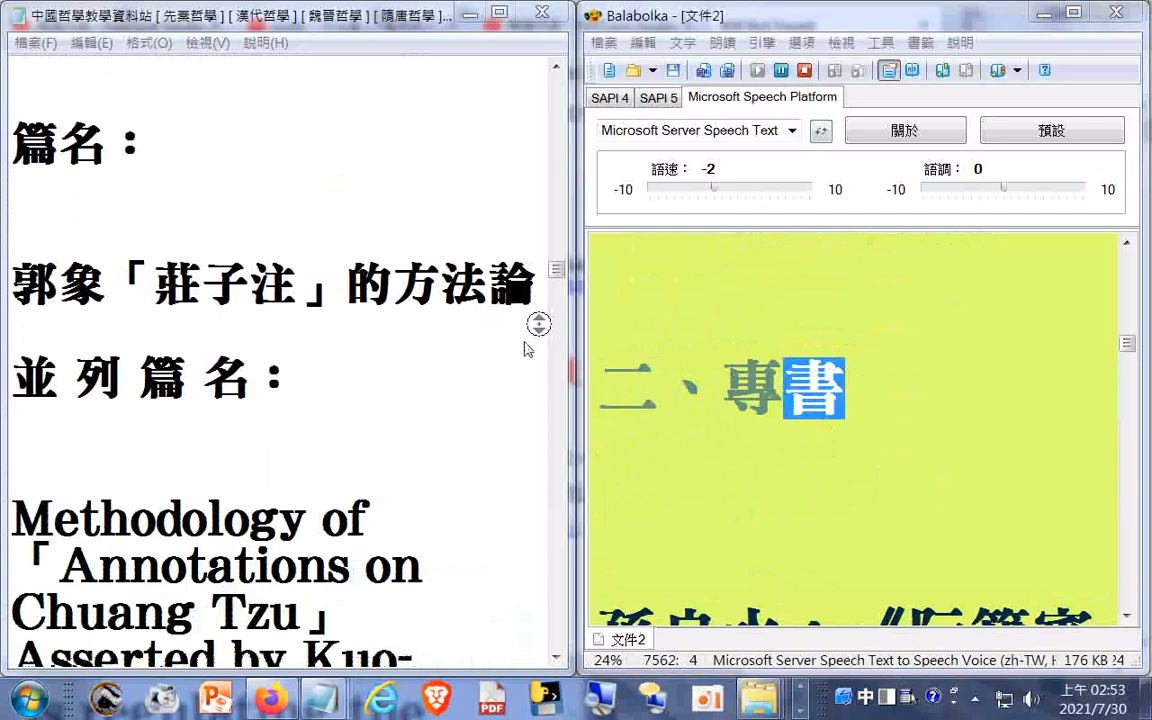 中國哲學教學資料站 [ 先秦哲學 ] [ 漢代哲學 ] [ 魏晉哲學 ] [ 隋唐哲學 ]...
檔案(F) 編輯(E) 格式(O) 檢視(V) 說明(H)
篇名：
郭象「莊子注」的方法論
並 列 篇 名：
Methodology of
「Annotations on
Chuang Tzu」
Asserted by Kuo-
Balabolka - [文件2]
檔案 編輯 文字 朗讀 引擎 選項 檢視 工具 書籤 說明
SAPI 4 SAPI 5 Microsoft Speech Platform
Microsoft Server Speech Text 關於 預設
語速： -2 語調： 0
-10 10 -10 10
二、專書
文件2
24% 7562: 4 Microsoft Server Speech Text to Speech Voice (zh-TW, H 176 KB 24
中
上午 02:53
2021/7/30